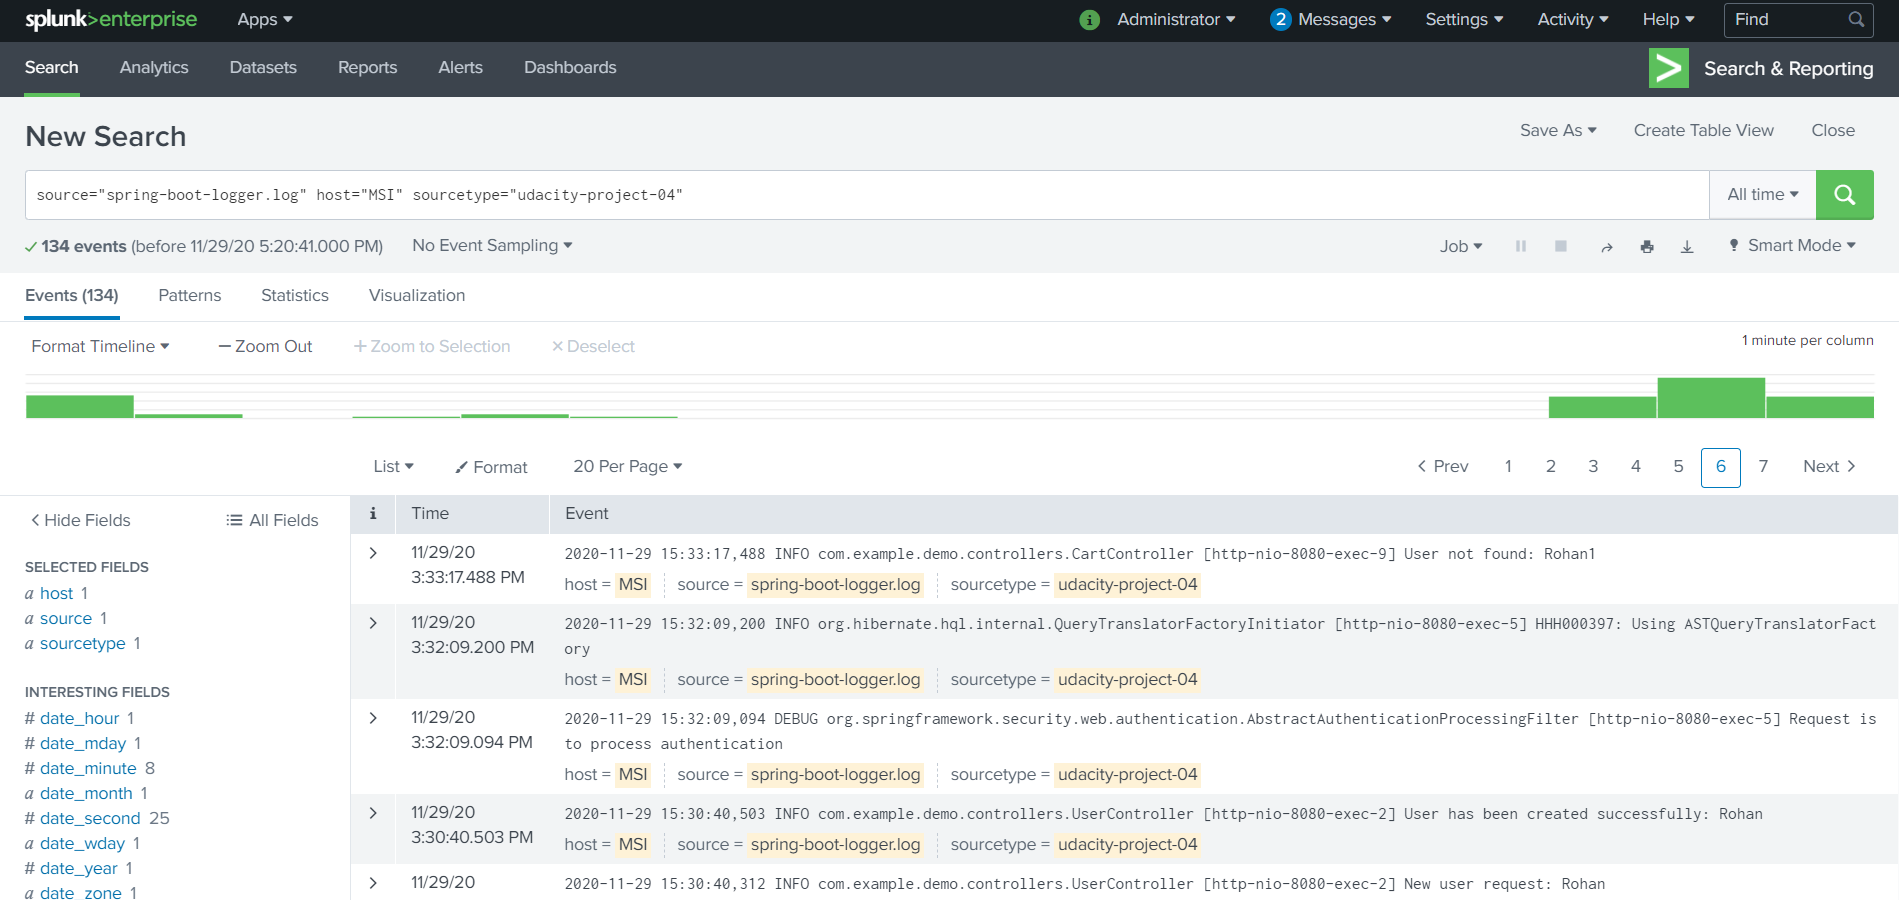 splunk>enterprise Apps i Administrator 2 Messages Settings Activity Help Find
Search Analytics Datasets Reports Alerts Dashboards > Search & Reporting
New Search Save As Create Table View Close
source="spring-boot-logger.log" host="MSI" sourcetype="udacity-project-04" All time
✓ 134 events (before 11/29/20 5:20:41.000 PM) No Event Sampling Job Smart Mode
Events (134) Patterns Statistics Visualization
Format Timeline — Zoom Out + Zoom to Selection × Deselect 1 minute per column
List Format 20 Per Page < Prev 1 2 3 4 5 6 7 Next >
< Hide Fields All Fields
SELECTED FIELDS
a host 1
a source 1
a sourcetype 1
INTERESTING FIELDS
# date_hour 1
# date_mday 1
# date_minute 8
a date_month 1
# date_second 25
a date_wday 1
# date_year 1
a date_zone 1
i Time Event
> 11/29/20 3:33:17.488 PM
2020-11-29 15:33:17,488 INFO com.example.demo.controllers.CartController [http-nio-8080-exec-9] User not found: Rohan1
host = MSI source = spring-boot-logger.log sourcetype = udacity-project-04
> 11/29/20 3:32:09.200 PM
2020-11-29 15:32:09,200 INFO org.hibernate.hql.internal.QueryTranslatorFactoryInitiator [http-nio-8080-exec-5] HHH000397: Using ASTQueryTranslatorFact
ory
host = MSI source = spring-boot-logger.log sourcetype = udacity-project-04
> 11/29/20 3:32:09.094 PM
2020-11-29 15:32:09,094 DEBUG org.springframework.security.web.authentication.AbstractAuthenticationProcessingFilter [http-nio-8080-exec-5] Request is
to process authentication
host = MSI source = spring-boot-logger.log sourcetype = udacity-project-04
> 11/29/20 3:30:40.503 PM
2020-11-29 15:30:40,503 INFO com.example.demo.controllers.UserController [http-nio-8080-exec-2] User has been created successfully: Rohan
host = MSI source = spring-boot-logger.log sourcetype = udacity-project-04
> 11/29/20
2020-11-29 15:30:40,312 INFO com.example.demo.controllers.UserController [http-nio-8080-exec-2] New user request: Rohan